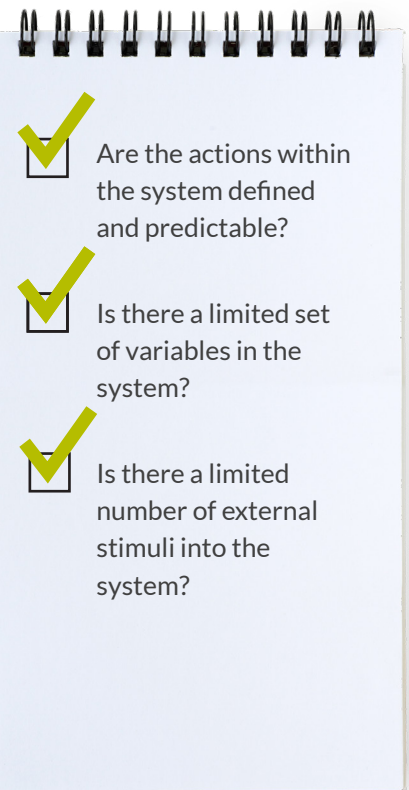 Are the actions within
the system defined
and predictable?
Is there a limited set
of variables in the
system?
Is there a limited
number of external
stimuli into the
system?